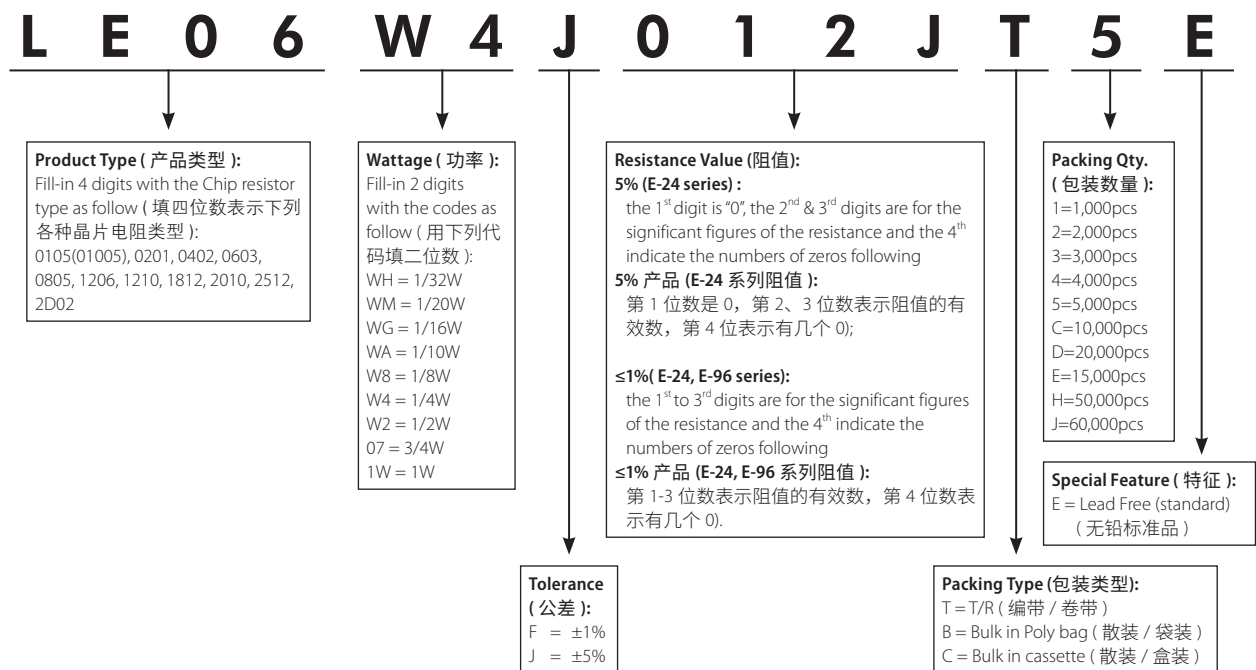 LE06 W4 J 012J T 5 E
Product Type ( 产品类型 ):
Fill-in 4 digits with the Chip resistor
type as follow ( 填四位数表示下列
各种晶片电阻类型 ):
0105(01005), 0201, 0402, 0603,
0805, 1206, 1210, 1812, 2010, 2512,
2D02
Wattage ( 功率 ):
Fill-in 2 digits
with the codes as
follow ( 用下列代
码填二位数 ):
WH = 1/32W
WM = 1/20W
WG = 1/16W
WA = 1/10W
W8 = 1/8W
W4 = 1/4W
W2 = 1/2W
07 = 3/4W
1W = 1W
Resistance Value (阻值):
5% (E-24 series) :
the 1st digit is “0”, the 2nd & 3rd digits are for the
significant figures of the resistance and the 4th
indicate the numbers of zeros following
5% 产品 (E-24 系列阻值 ):
第 1 位数是 0，第 2、3 位数表示阻值的有
效数，第 4 位表示有几个 0);
≤1%( E-24, E-96 series):
the 1st to 3rd digits are for the significant figures
of the resistance and the 4th indicate the
numbers of zeros following
≤1% 产品 (E-24, E-96 系列阻值 ):
第 1-3 位数表示阻值的有效数，第 4 位数表
示有几个 0).
Packing Qty.
( 包装数量 ):
1=1,000pcs
2=2,000pcs
3=3,000pcs
4=4,000pcs
5=5,000pcs
C=10,000pcs
D=20,000pcs
E=15,000pcs
H=50,000pcs
J=60,000pcs
Special Feature ( 特征 ):
E = Lead Free (standard)
( 无铅标准品 )
Tolerance
( 公差 ):
F = ±1%
J = ±5%
Packing Type (包装类型):
T = T/R ( 编带 / 卷带 )
B = Bulk in Poly bag ( 散装 / 袋装 )
C = Bulk in cassette ( 散装 / 盒装 )